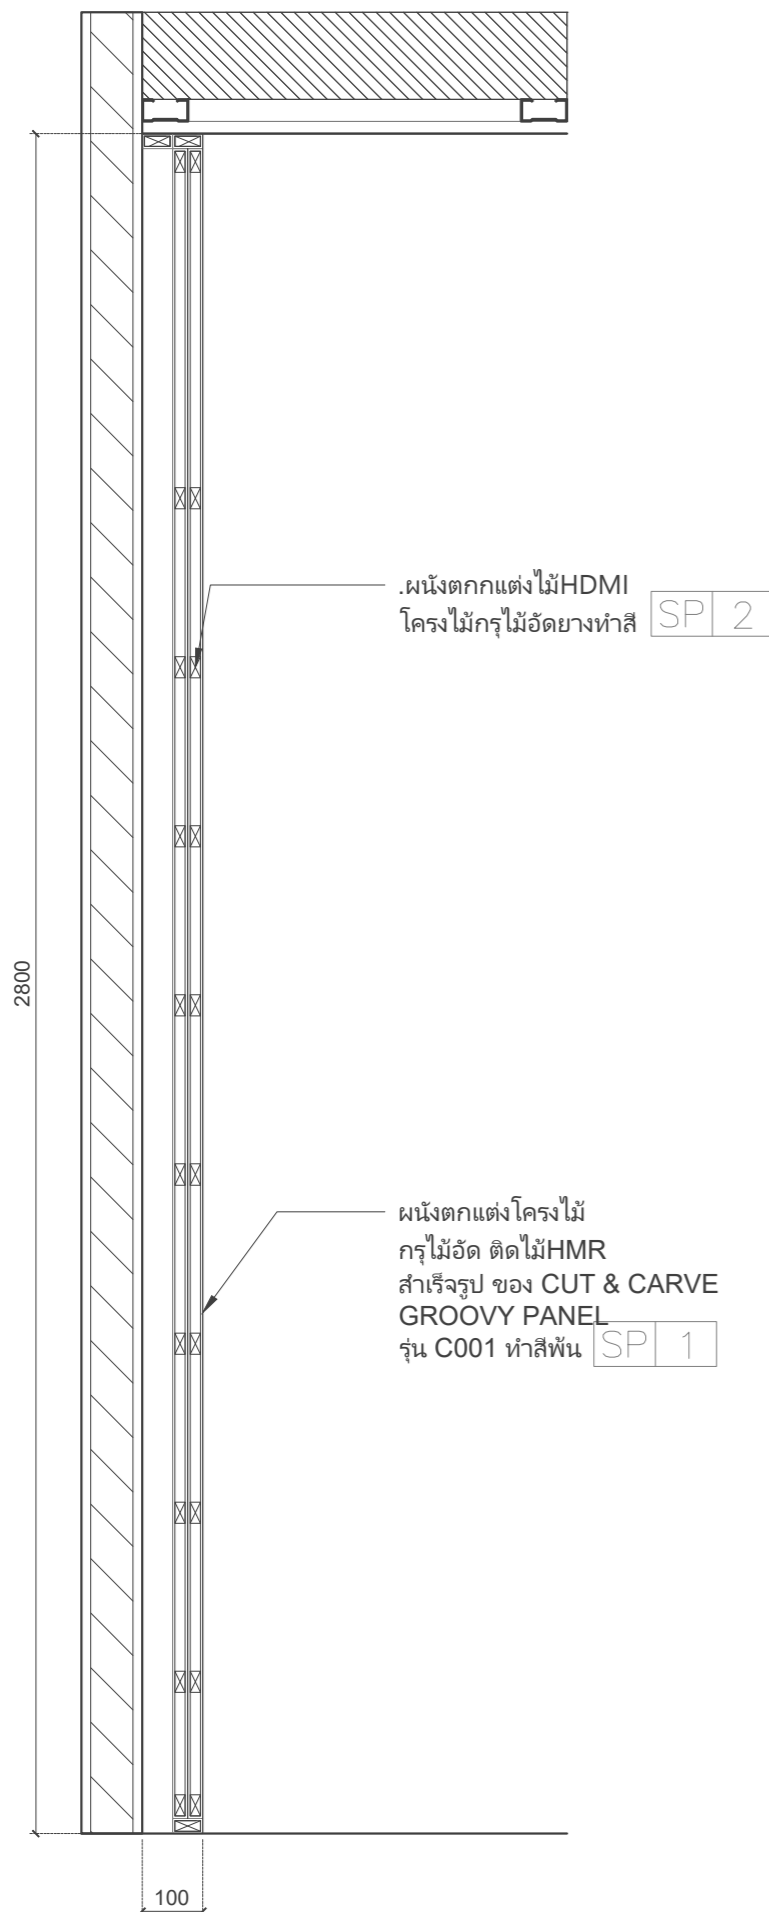 .ผนังตกกแต่งไม้HDMI
โครงไม้กรุไม้อัดยางทำสี
SP 2
2800
ผนังตกแต่งโครงไม้
กรุไม้อัด ติดไม้HMR
สำเร็จรูป ของ CUT & CARVE
GROOVY PANEL
รุ่น C001 ทำสีพ้น
SP 1
100